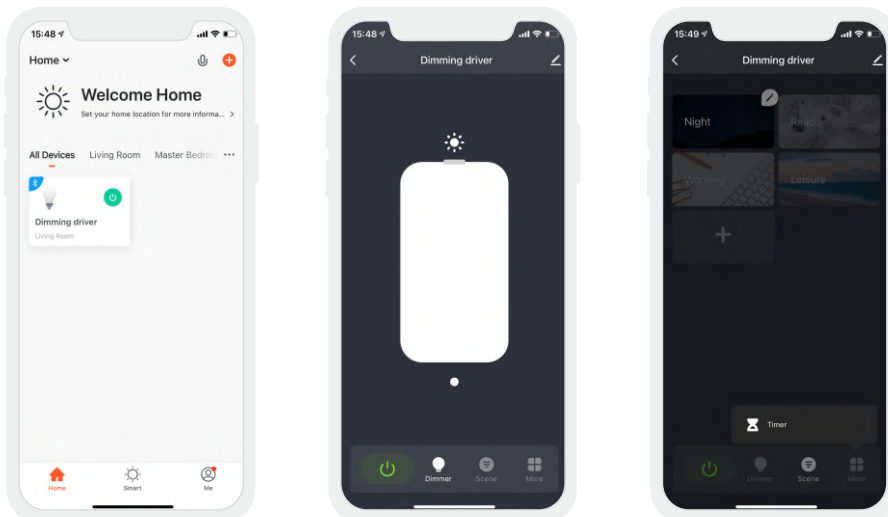 15:48
Home
Welcome Home
Set your home location for more informa... >
All Devices Living Room Master Bedroo ...
Dimming driver
Living Room
Home Smart Me
15:48
Dimming driver
Dimmer Scene More
15:49
Dimming driver
Night Read
Working Leisure
Timer
Dimmer Scene More